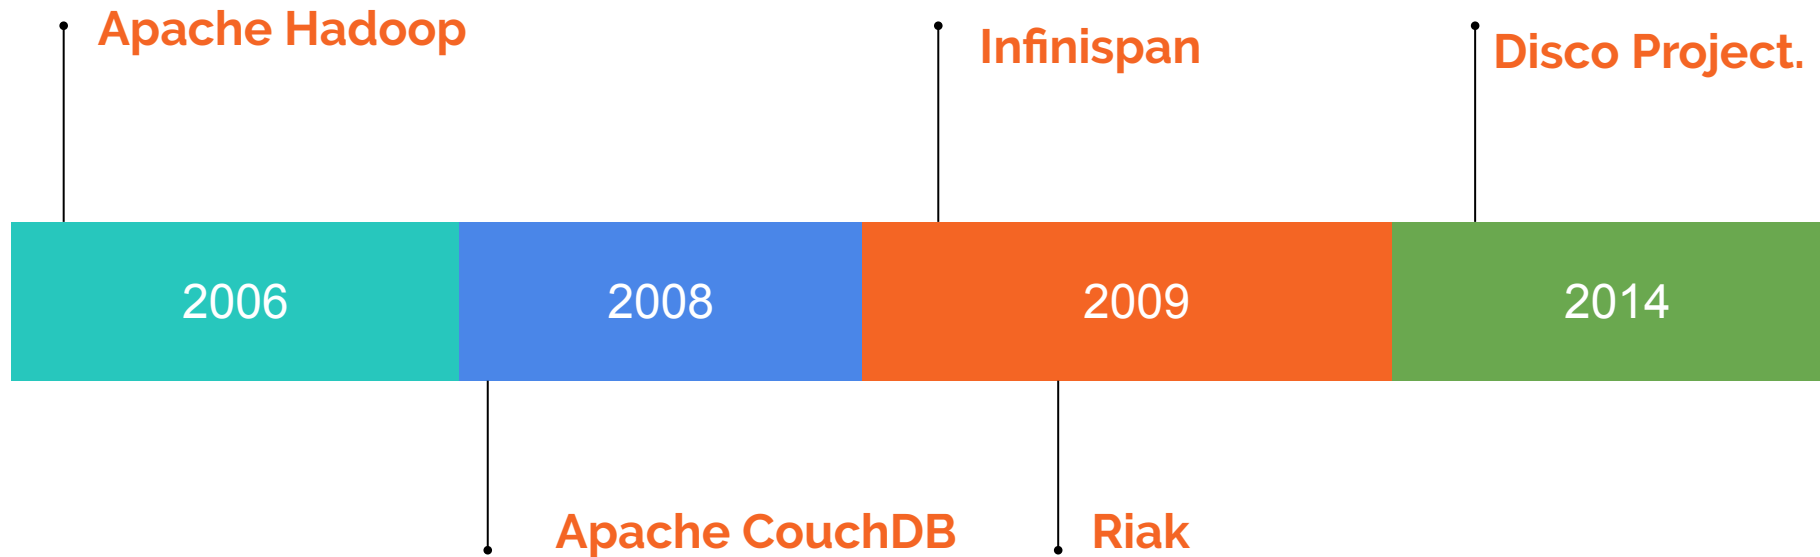 Apache Hadoop
Infinispan
Disco Project.
2006
2008
2009
2014
Apache CouchDB
Riak